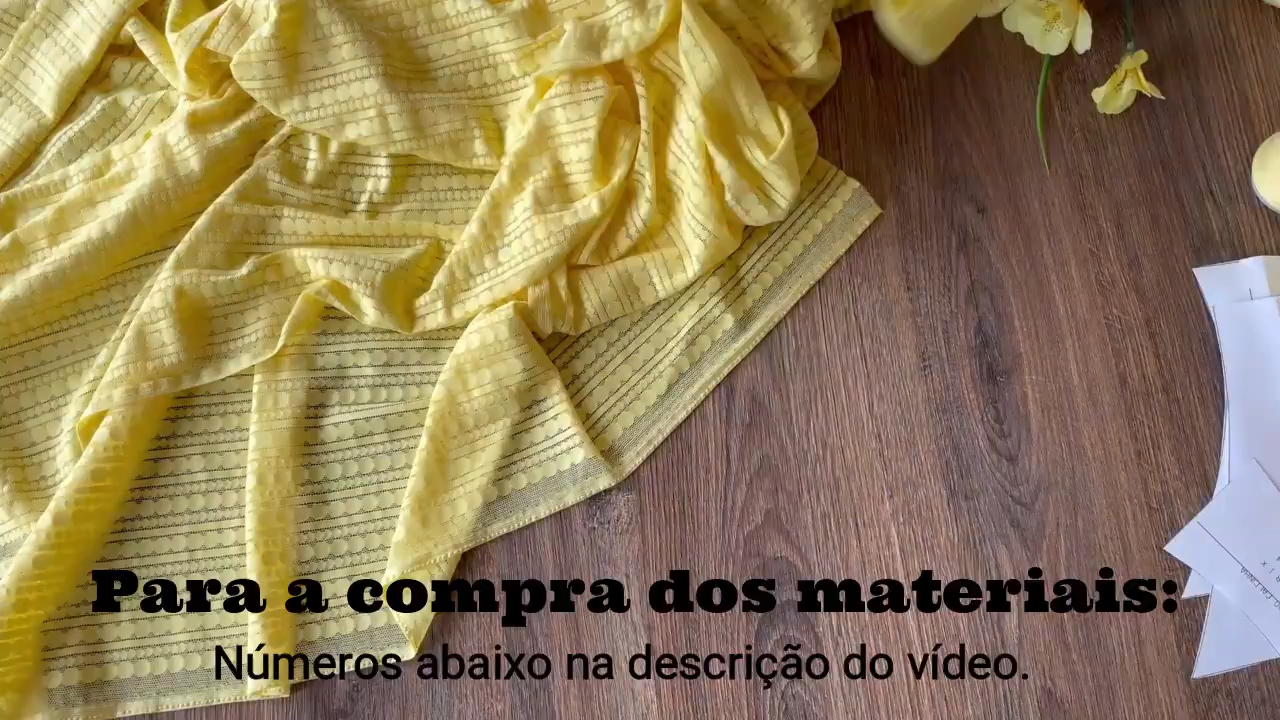 Para a compra dos materiais:
Números abaixo na descrição do vídeo.